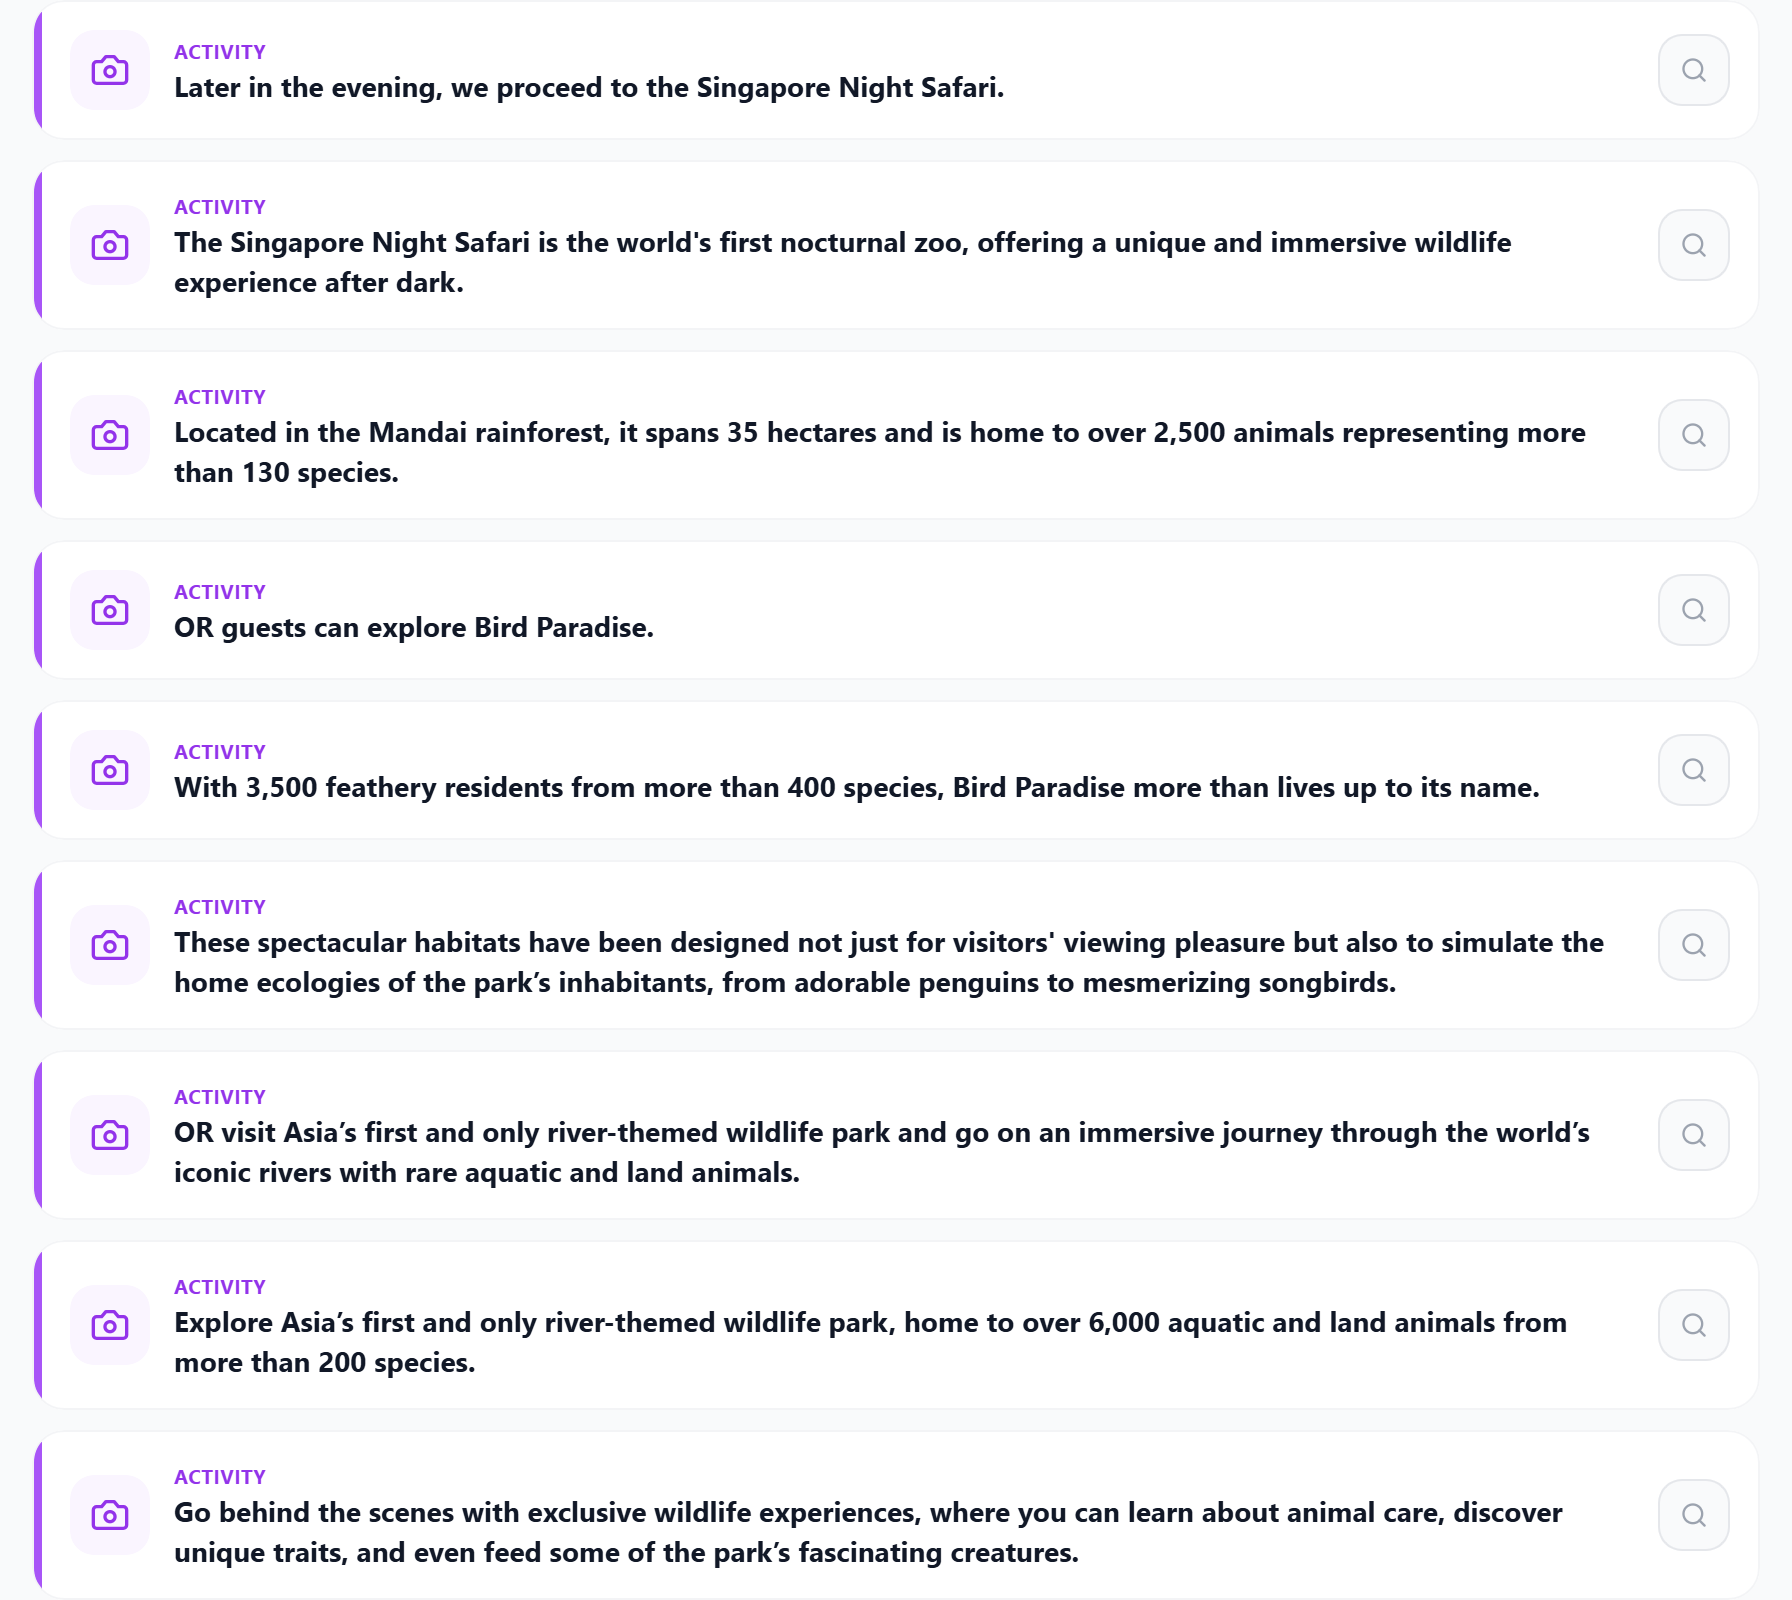 ACTIVITY
Later in the evening, we proceed to the Singapore Night Safari.
ACTIVITY
The Singapore Night Safari is the world's first nocturnal zoo, offering a unique and immersive wildlife
experience after dark.
ACTIVITY
Located in the Mandai rainforest, it spans 35 hectares and is home to over 2,500 animals representing more
than 130 species.
ACTIVITY
OR guests can explore Bird Paradise.
ACTIVITY
With 3,500 feathery residents from more than 400 species, Bird Paradise more than lives up to its name.
ACTIVITY
These spectacular habitats have been designed not just for visitors' viewing pleasure but also to simulate the
home ecologies of the park’s inhabitants, from adorable penguins to mesmerizing songbirds.
ACTIVITY
OR visit Asia’s first and only river-themed wildlife park and go on an immersive journey through the world’s
iconic rivers with rare aquatic and land animals.
ACTIVITY
Explore Asia’s first and only river-themed wildlife park, home to over 6,000 aquatic and land animals from
more than 200 species.
ACTIVITY
Go behind the scenes with exclusive wildlife experiences, where you can learn about animal care, discover
unique traits, and even feed some of the park’s fascinating creatures.